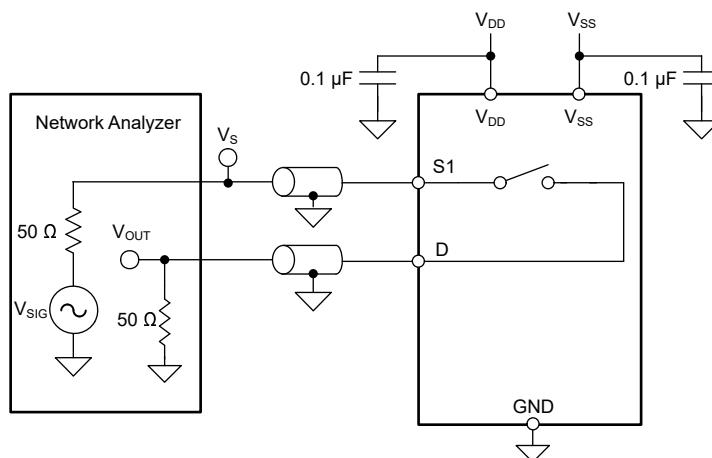 V_DD
V_SS
0.1 µF
0.1 µF
V_DD
V_SS
Network Analyzer
V_S
S1
50 Ω
V_OUT
D
V_SIG
50 Ω
GND